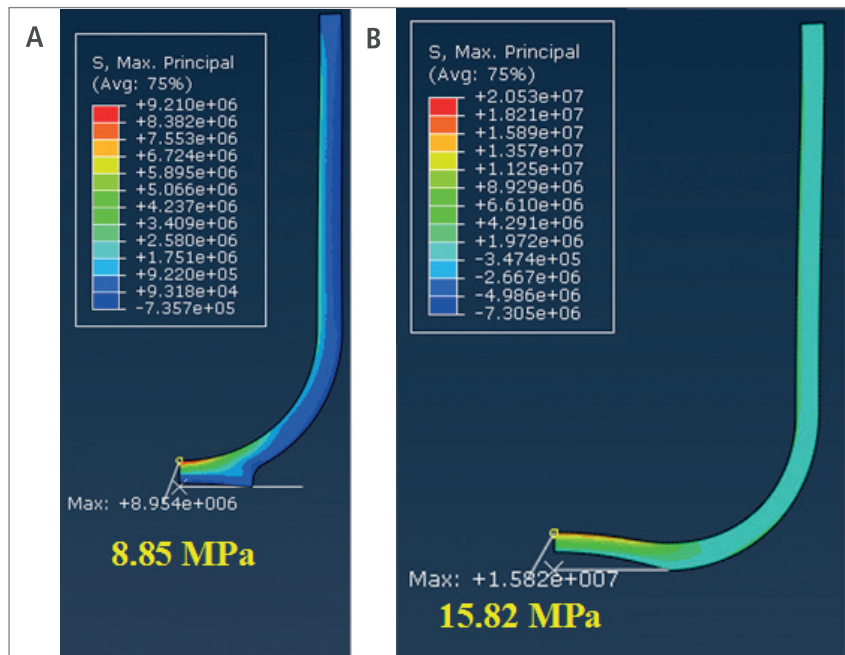 A
S, Max. Principal
(Avg: 75%)
+9.210e+06
+8.382e+06
+7.553e+06
+6.724e+06
+5.895e+06
+5.066e+06
+4.237e+06
+3.409e+06
+2.580e+06
+1.751e+06
+9.220e+05
+9.318e+04
-7.357e+05
Max: +8.954e+006
8.85 MPa
B
S, Max. Principal
(Avg: 75%)
+2.053e+07
+1.821e+07
+1.589e+07
+1.357e+07
+1.125e+07
+8.929e+06
+6.610e+06
+4.291e+06
+1.972e+06
-3.474e+05
-2.667e+06
-4.986e+06
-7.305e+06
Max: +1.582e+007
15.82 MPa